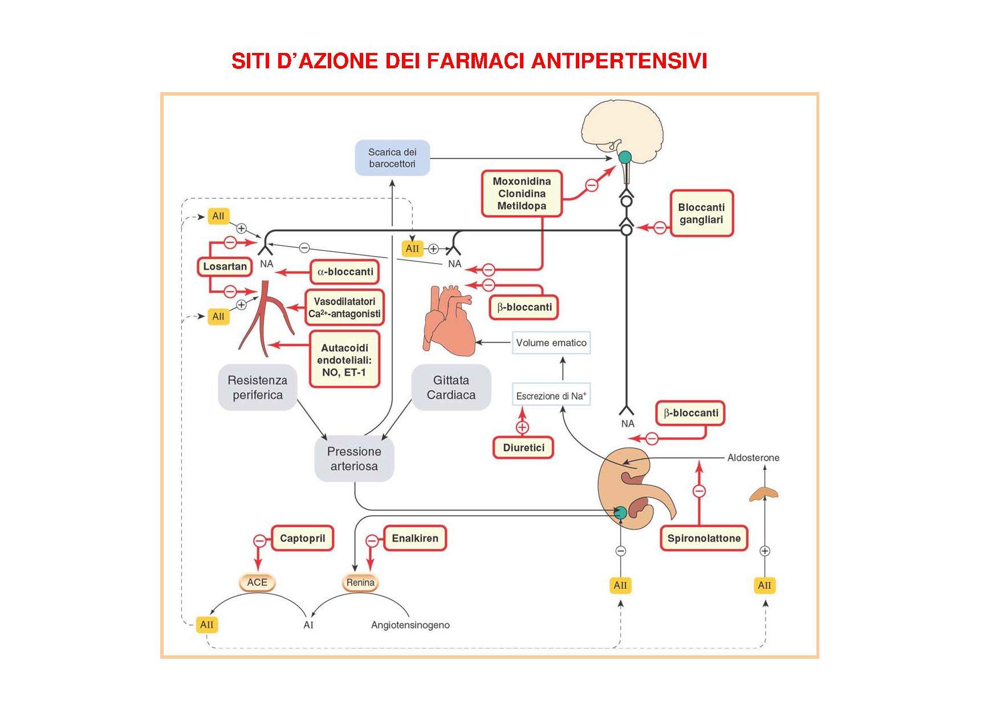 SITI D’AZIONE DEI FARMACI ANTIPERTENSIVI
Scarica dei
barocettori
Moxonidina
Clonidina
Metildopa
Bloccanti
gangliari
AII
+
−
Losartan
−
AII
+
NA
−
AII
+
NA
−
−
−
−
α-bloccanti
Vasodilatatori
Ca²⁺-antagonisti
Autacoidi
endoteliali:
NO, ET-1
β-bloccanti
Volume ematico
Escrezione di Na⁺
+
Diuretici
Resistenza
periferica
Gittata
Cardiaca
Pressione
arteriosa
NA
β-bloccanti
−
Aldosterone
−
Spironolattone
Captopril
−
Enalkiren
−
ACE
Renina
AII
AI
Angiotensinogeno
−
AII
+
AII